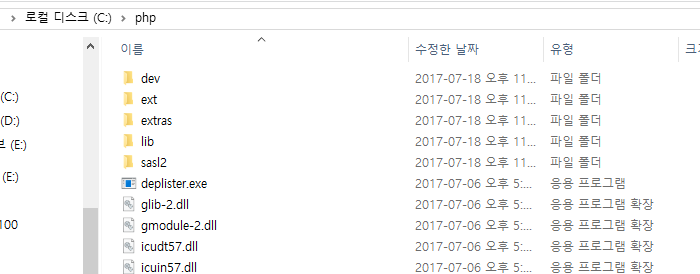 로컬 디스크 (C:) php
이름 수정한 날짜 유형 크기
dev 2017-07-18 오후 11... 파일 폴더
(C:) ext 2017-07-18 오후 11... 파일 폴더
(D:) extras 2017-07-18 오후 11... 파일 폴더
브 (E:) lib 2017-07-18 오후 11... 파일 폴더
(E:) sasl2 2017-07-18 오후 11... 파일 폴더
deplister.exe 2017-07-06 오후 5:... 응용 프로그램
100 glib-2.dll 2017-07-06 오후 5:... 응용 프로그램 확장
gmodule-2.dll 2017-07-06 오후 5:... 응용 프로그램 확장
icudt57.dll 2017-07-06 오후 5:... 응용 프로그램 확장
icuin57.dll 2017-07-06 오후 5:... 응용 프로그램 확장